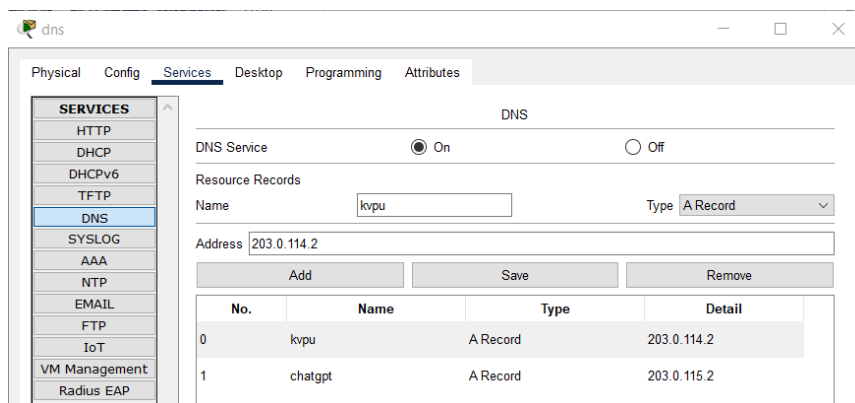 dns
Physical Config Services Desktop Programming Attributes
SERVICES
HTTP
DHCP
DHCPv6
TFTP
DNS
SYSLOG
AAA
NTP
EMAIL
FTP
IoT
VM Management
Radius EAP
DNS
DNS Service On Off
Resource Records
Name kvpu Type A Record
Address 203.0.114.2
Add Save Remove
No. Name Type Detail
0 kvpu A Record 203.0.114.2
1 chatgpt A Record 203.0.115.2